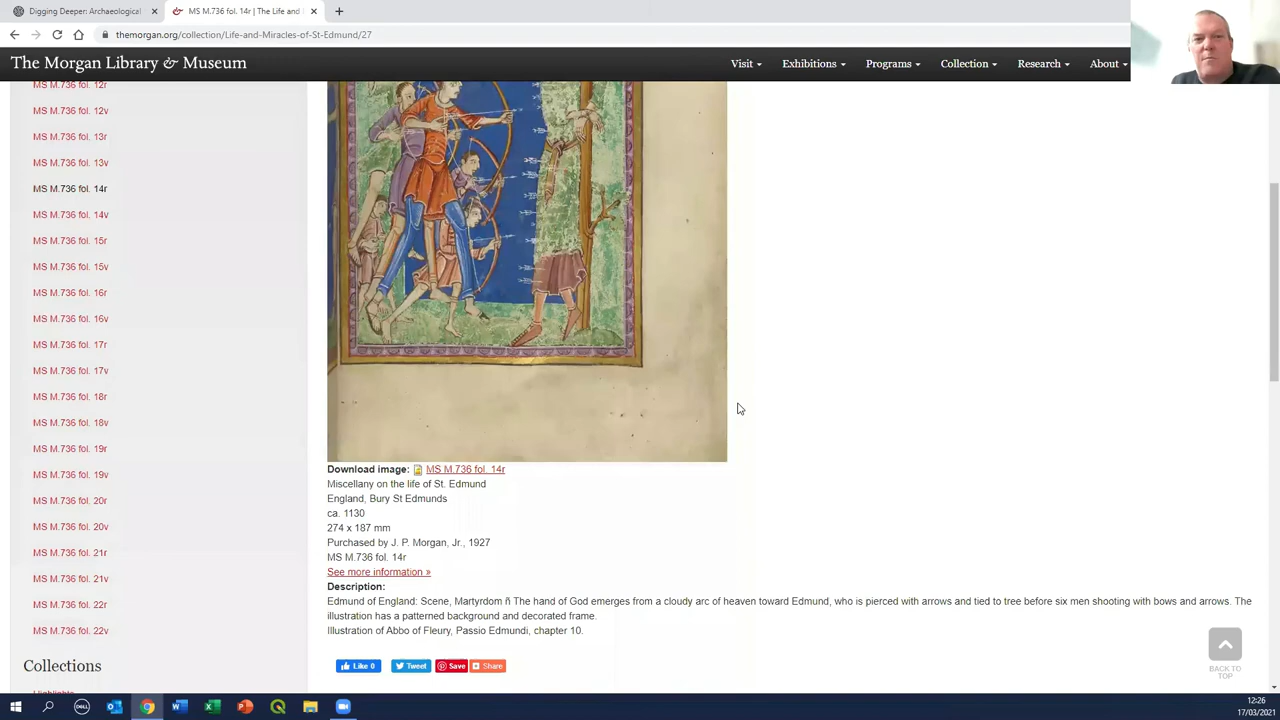 Digging Deeper: Archaeological
MS M.736 fol. 14r | The Life and
themorgan.org/collection/Life-and-Miracles-of-St-Edmund/27
The Morgan Library & Museum
Visit
Exhibitions
Programs
Collection
Research
About
MS M.736 fol. 12r
MS M.736 fol. 12v
MS M.736 fol. 13r
MS M.736 fol. 13v
MS M.736 fol. 14r
MS M.736 fol. 14v
MS M.736 fol. 15r
MS M.736 fol. 15v
MS M.736 fol. 16r
MS M.736 fol. 16v
MS M.736 fol. 17r
MS M.736 fol. 17v
MS M.736 fol. 18r
MS M.736 fol. 18v
MS M.736 fol. 19r
MS M.736 fol. 19v
MS M.736 fol. 20r
MS M.736 fol. 20v
MS M.736 fol. 21r
MS M.736 fol. 21v
MS M.736 fol. 22r
MS M.736 fol. 22v
Collections
Download image: MS M.736 fol. 14r
Miscellany on the life of St. Edmund
England, Bury St Edmunds
ca. 1130
274 x 187 mm
Purchased by J. P. Morgan, Jr., 1927
MS M.736 fol. 14r
See more information »
Description:
Edmund of England: Scene, Martyrdom ñ The hand of God emerges from a cloudy arc of heaven toward Edmund, who is pierced with arrows and tied to tree before six men shooting with bows and arrows. The
illustration has a patterned background and decorated frame.
Illustration of Abbo of Fleury, Passio Edmundi, chapter 10.
Like 0
Tweet
Save
Share
BACK TO
TOP
12:26
17/03/2021